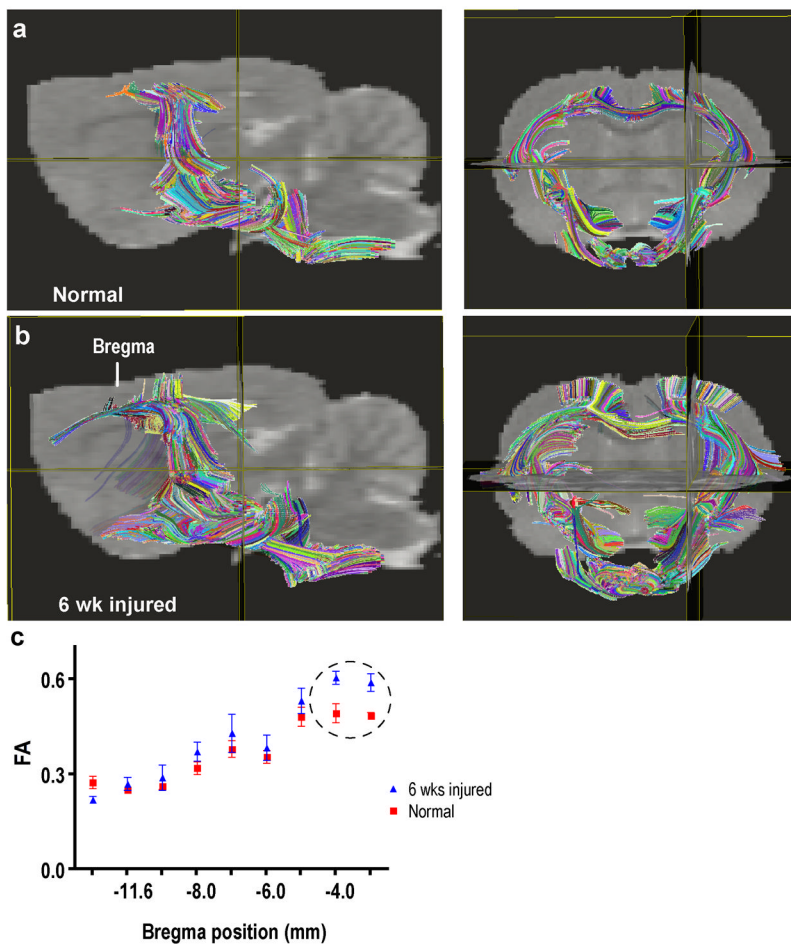 a
Normal
b
Bregma
6 wk injured
c
0.6
0.3
0.0
FA
-11.6 -8.0 -6.0 -4.0
Bregma position (mm)
6 wks injured
Normal